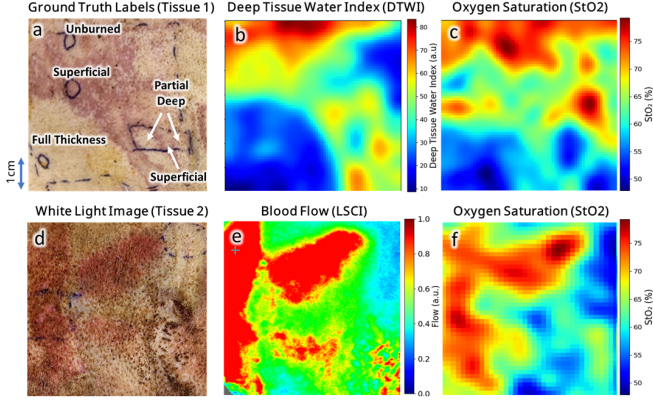 Ground Truth Labels (Tissue 1)
Deep Tissue Water Index (DTWI)
Oxygen Saturation (StO2)
a
Unburned
Superficial
Partial
Deep
Full Thickness
Superficial
1cm
b
80
70
60
50
40
30
20
10
Deep Tissue Water Index (a.u)
c
75
70
65
60
55
50
StO₂ (%)
White Light Image (Tissue 2)
Blood Flow (LSCI)
Oxygen Saturation (StO2)
d
e
1.0
0.8
0.6
0.4
0.2
0.0
Flow (a.u.)
f
75
70
65
60
55
50
StO₂ (%)